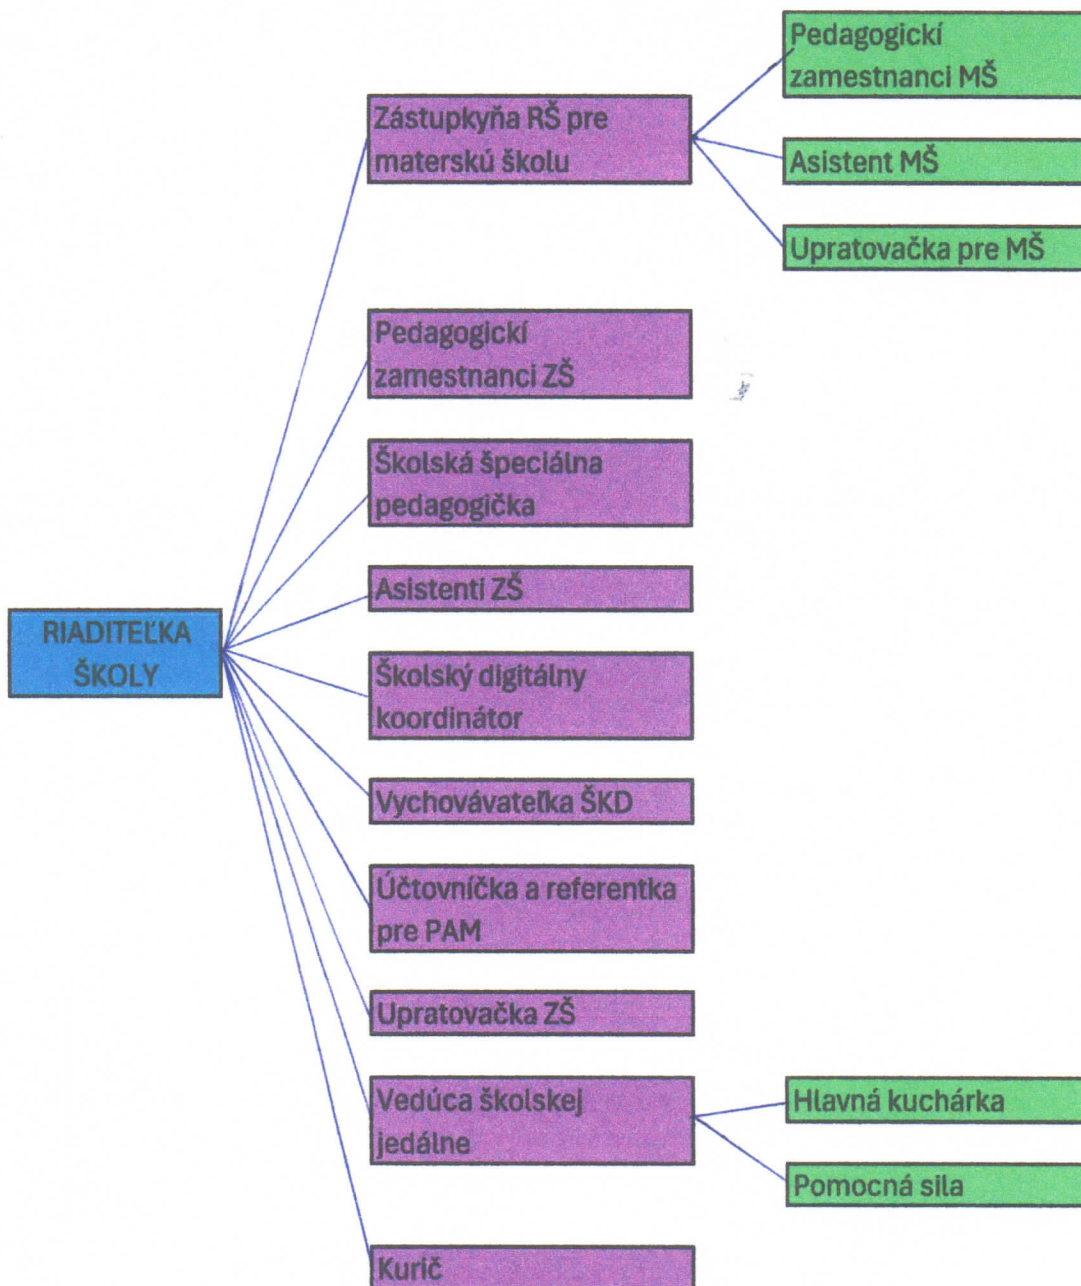 Pedagogickí
zamestnanci MŠ
Zástupkyňa RŠ pre
materskú školu
Asistent MŠ
Upratovačka pre MŠ
Pedagogickí
zamestnanci ZŠ
Školská špeciálna
pedagogička
Asistenti ZŠ
RIADITEĽKA
ŠKOLY
Školský digitálny
koordinátor
Vychovávateľka ŠKD
Účtovníčka a referentka
pre PAM
Upratovačka ZŠ
Vedúca školskej
jedálne
Hlavná kuchárka
Pomocná sila
Kurič